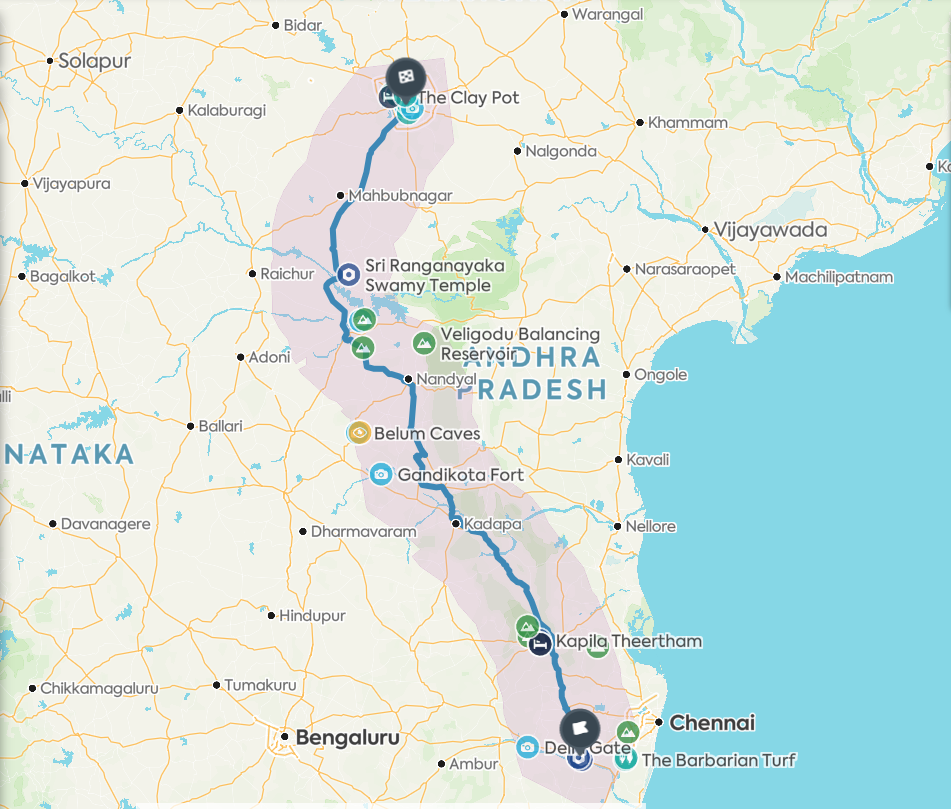 Bidar
Warangal
Solapur
The Clay Pot
Kalaburagi
Khammam
Nalgonda
Vijayapura
Mahbubnagar
Vijayawada
Sri Ranganayaka
Swamy Temple
Raichur
Narasaraopet
Bagalkot
Machilipatnam
Veligodu Balancing
Reservoir
Adoni
ANDHRA
PRADESH
Nandyal
Ongole
Ballari
Belum Caves
NATAKA
Kavali
Gandikota Fort
Davanagere
Kadapa
Nellore
Dharmavaram
Hindupur
Kapila Theertham
Chikkamagaluru
Tumakuru
Chennai
Bengaluru
Delhi Gate
Ambur
The Barbarian Turf